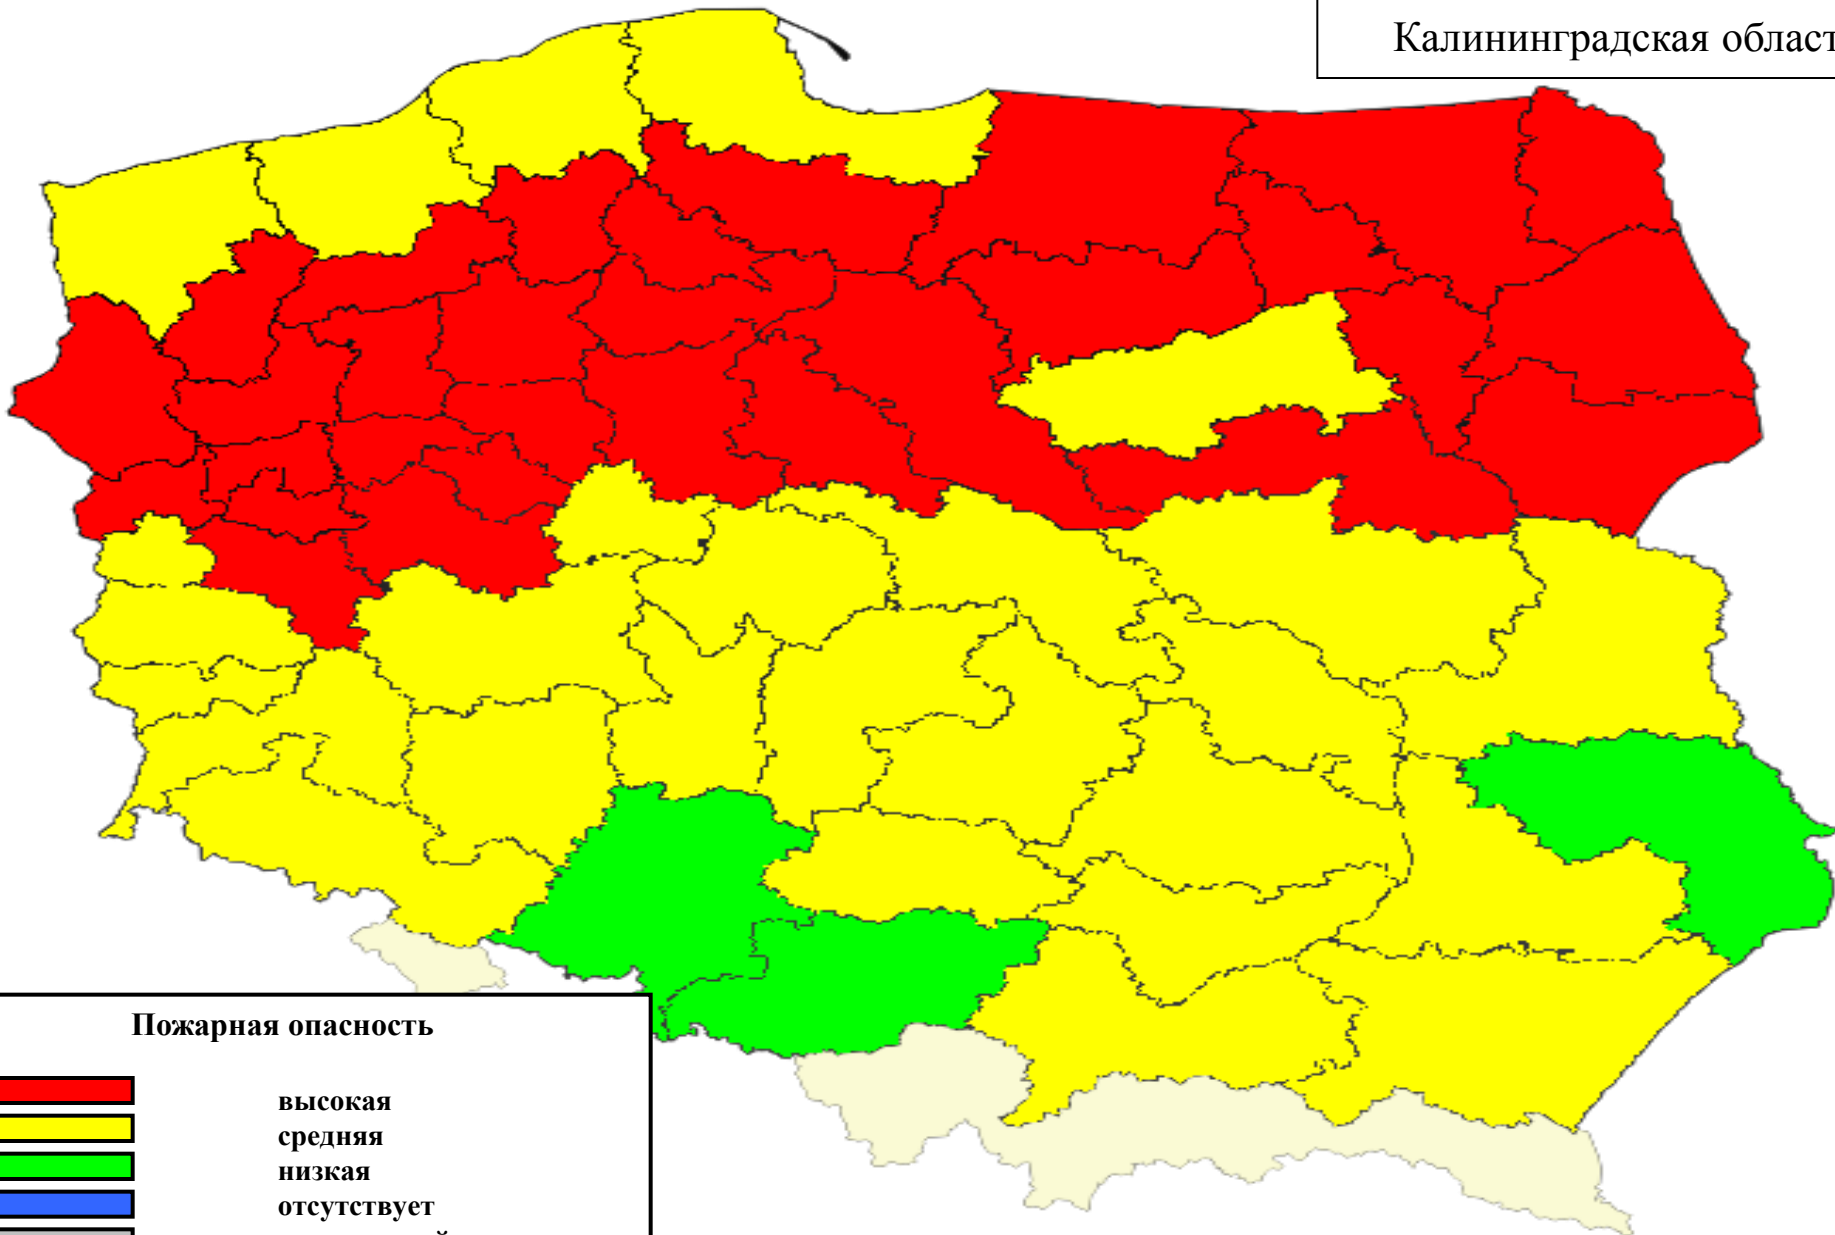 Калининградская област
Пожарная опасность
высокая
средняя
низкая
отсутствует